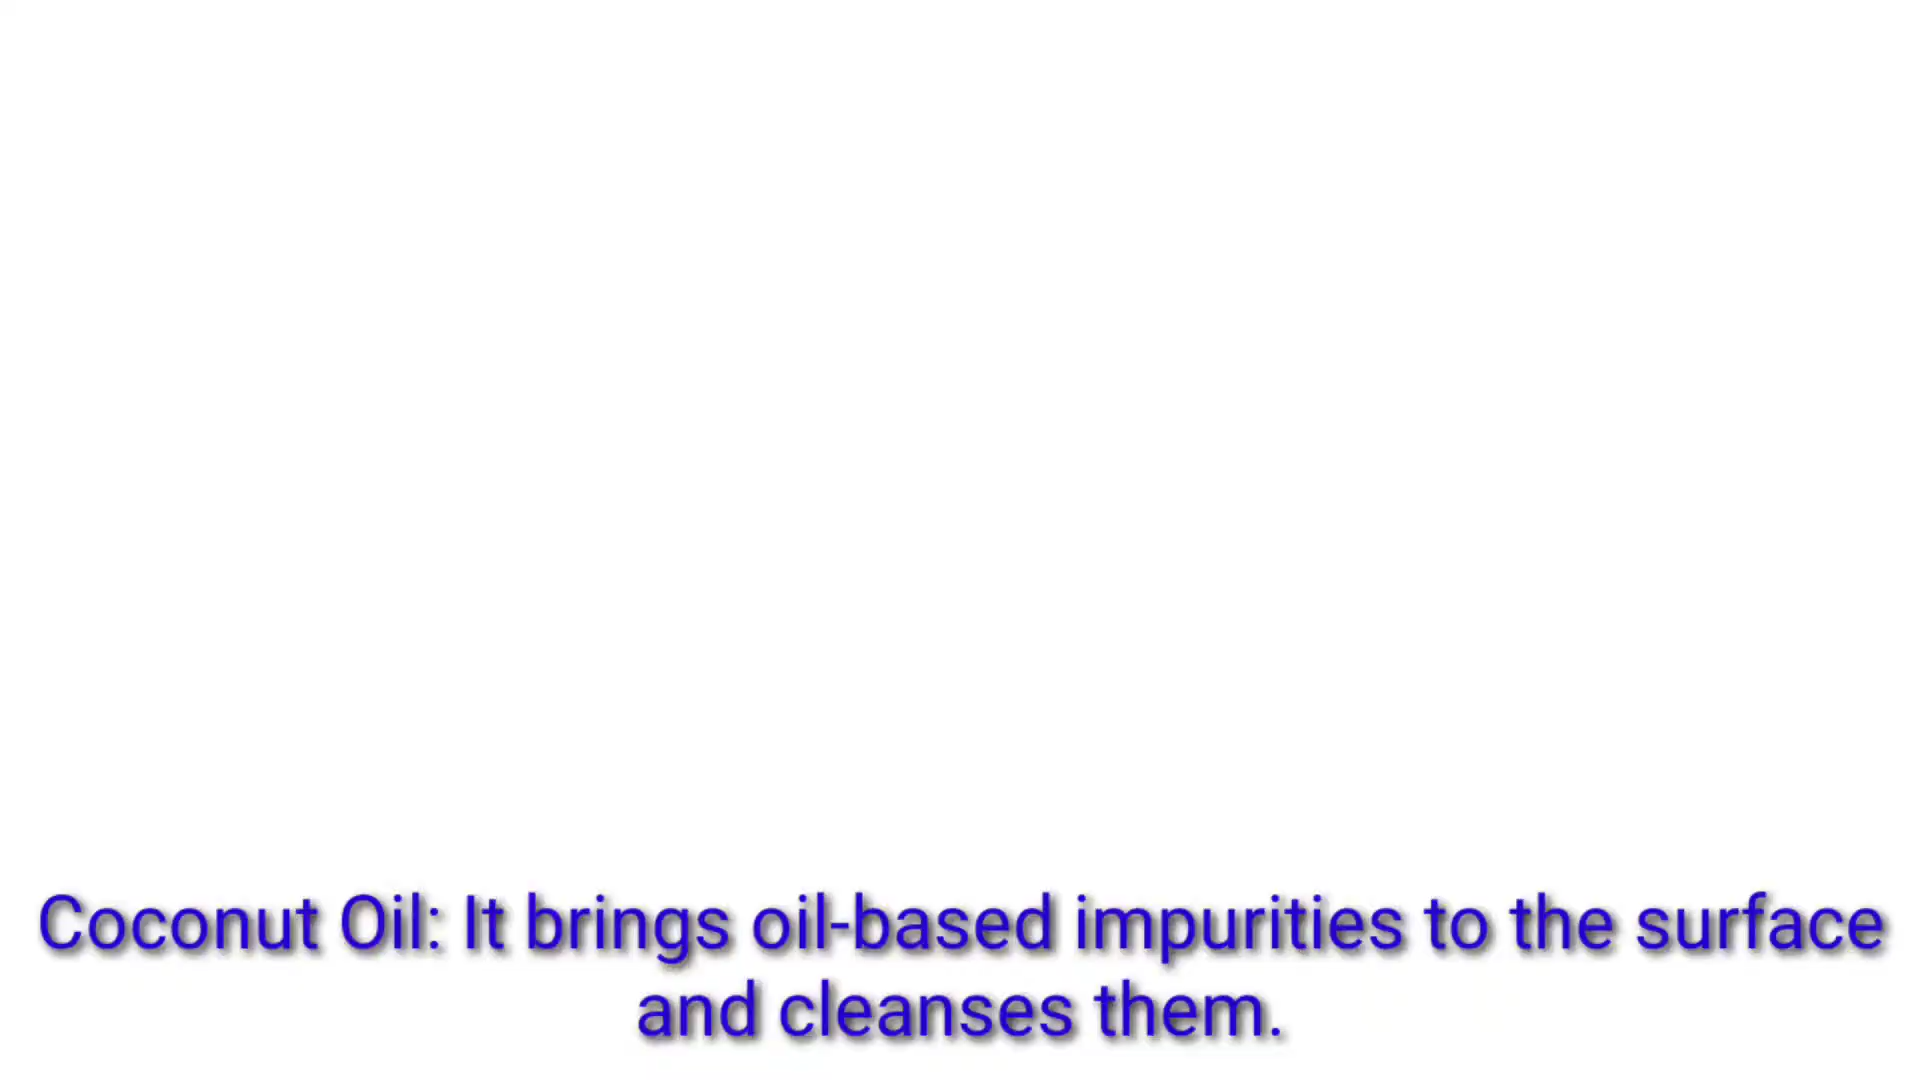 Coconut Oil: It brings oil-based impurities to the surface
and cleanses them.